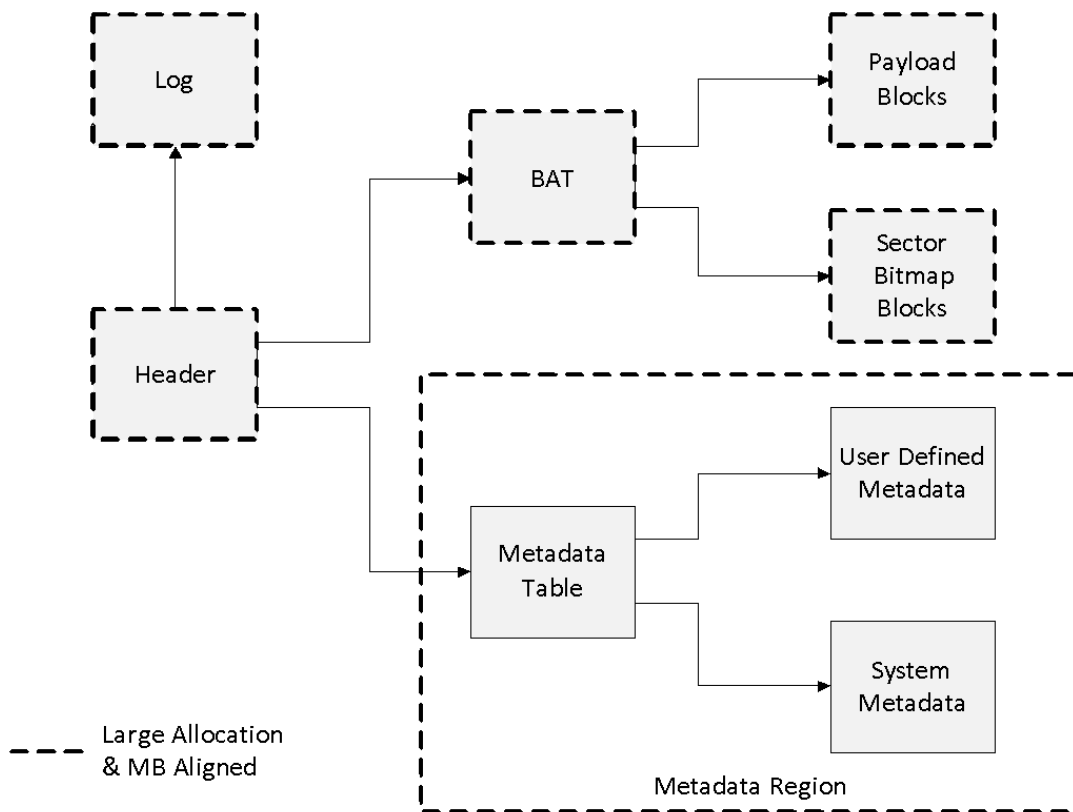 Log
Payload
Blocks
BAT
Sector
Bitmap
Blocks
Header
User Defined
Metadata
Metadata
Table
System
Metadata
Large Allocation
& MB Aligned
Metadata Region